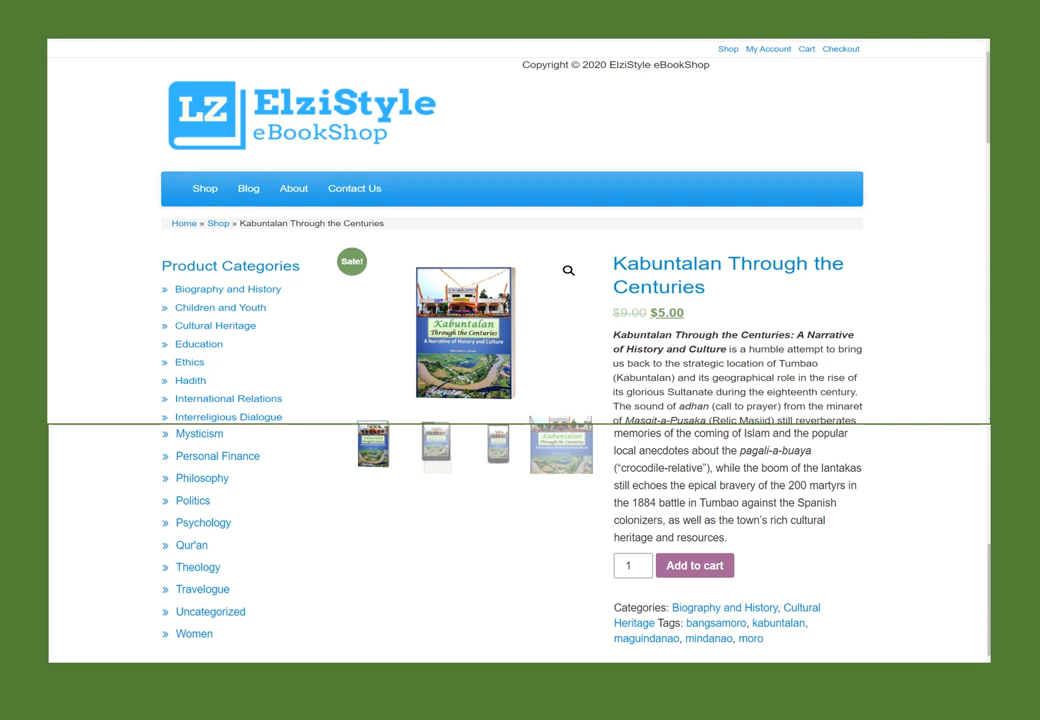 Shop My Account Cart Checkout
Copyright © 2020 ElziStyle eBookShop
LZ ElziStyle
eBookShop
Shop Blog About Contact Us
Home » Shop » Kabuntalan Through the Centuries
Product Categories
» Biography and History
» Children and Youth
» Cultural Heritage
» Education
» Ethics
» Hadith
» International Relations
» Interreligious Dialogue
» Mysticism
» Personal Finance
» Philosophy
» Politics
» Psychology
» Qur'an
» Theology
» Travelogue
» Uncategorized
» Women
Sale!
Kabuntalan
Through the Centuries
A Narrative of History and Culture
Kabuntalan Through the
Centuries
$9.00 $5.00
Kabuntalan Through the Centuries: A Narrative
of History and Culture is a humble attempt to bring
us back to the strategic location of Tumbao
(Kabuntalan) and its geographical role in the rise of
its glorious Sultanate during the eighteenth century.
The sound of adhan (call to prayer) from the minaret
of Masgit-a-Pusaka (Relic Masjid) still reverberates
memories of the coming of Islam and the popular
local anecdotes about the pagali-a-buaya
(“crocodile-relative”), while the boom of the lantakas
still echoes the epical bravery of the 200 martyrs in
the 1884 battle in Tumbao against the Spanish
colonizers, as well as the town’s rich cultural
heritage and resources.
1 Add to cart
Categories: Biography and History, Cultural
Heritage Tags: bangsamoro, kabuntalan,
maguindanao, mindanao, moro